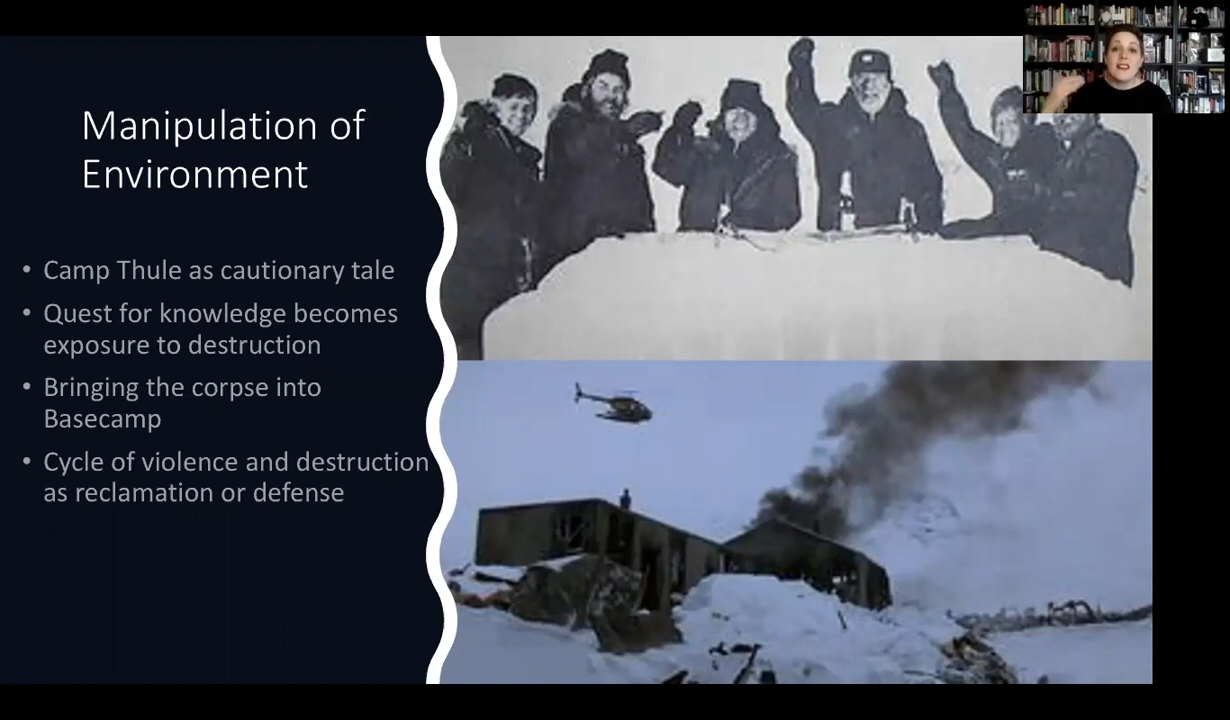 Manipulation of
Environment
• Camp Thule as cautionary tale
• Quest for knowledge becomes
exposure to destruction
• Bringing the corpse into
Basecamp
• Cycle of violence and destruction
as reclamation or defense